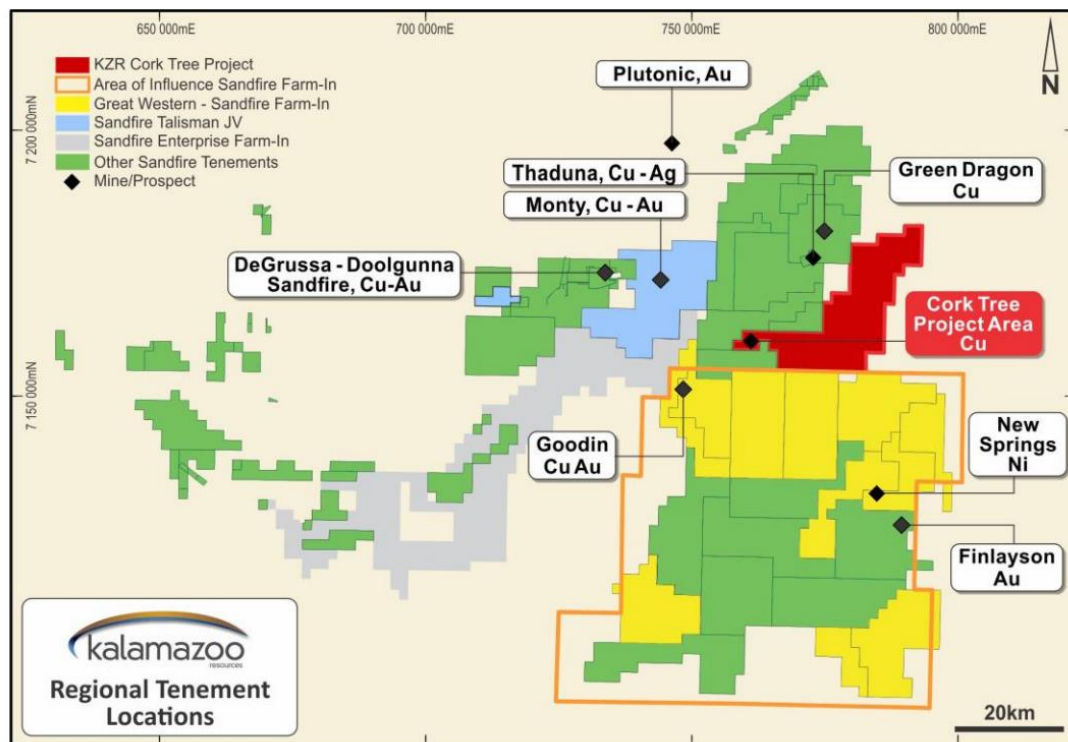 650 000mE
700 000mE
750 000mE
800 000mE
KZR Cork Tree Project
Area of Influence Sandfire Farm-In
Great Western - Sandfire Farm-In
Sandfire Talisman JV
Sandfire Enterprise Farm-In
Other Sandfire Tenements
Mine/Prospect
N
7 200 000mN
7 150 000mN
Plutonic, Au
Thaduna, Cu - Ag
Monty, Cu - Au
Green Dragon
Cu
DeGrussa - Doolgunna
Sandfire, Cu-Au
Cork Tree
Project Area
Cu
Goodin
Cu Au
New
Springs
Ni
Finlayson
Au
kalamazoo
resources
Regional Tenement
Locations
20km